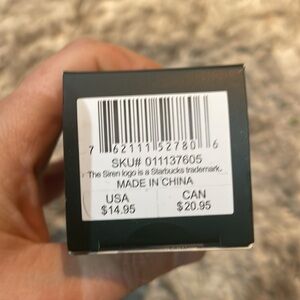 7 62111 52780 6
SKU# 011137605
The Siren logo is a Starbucks trademark.
MADE IN CHINA
USA CAN
$14.95 $20.95